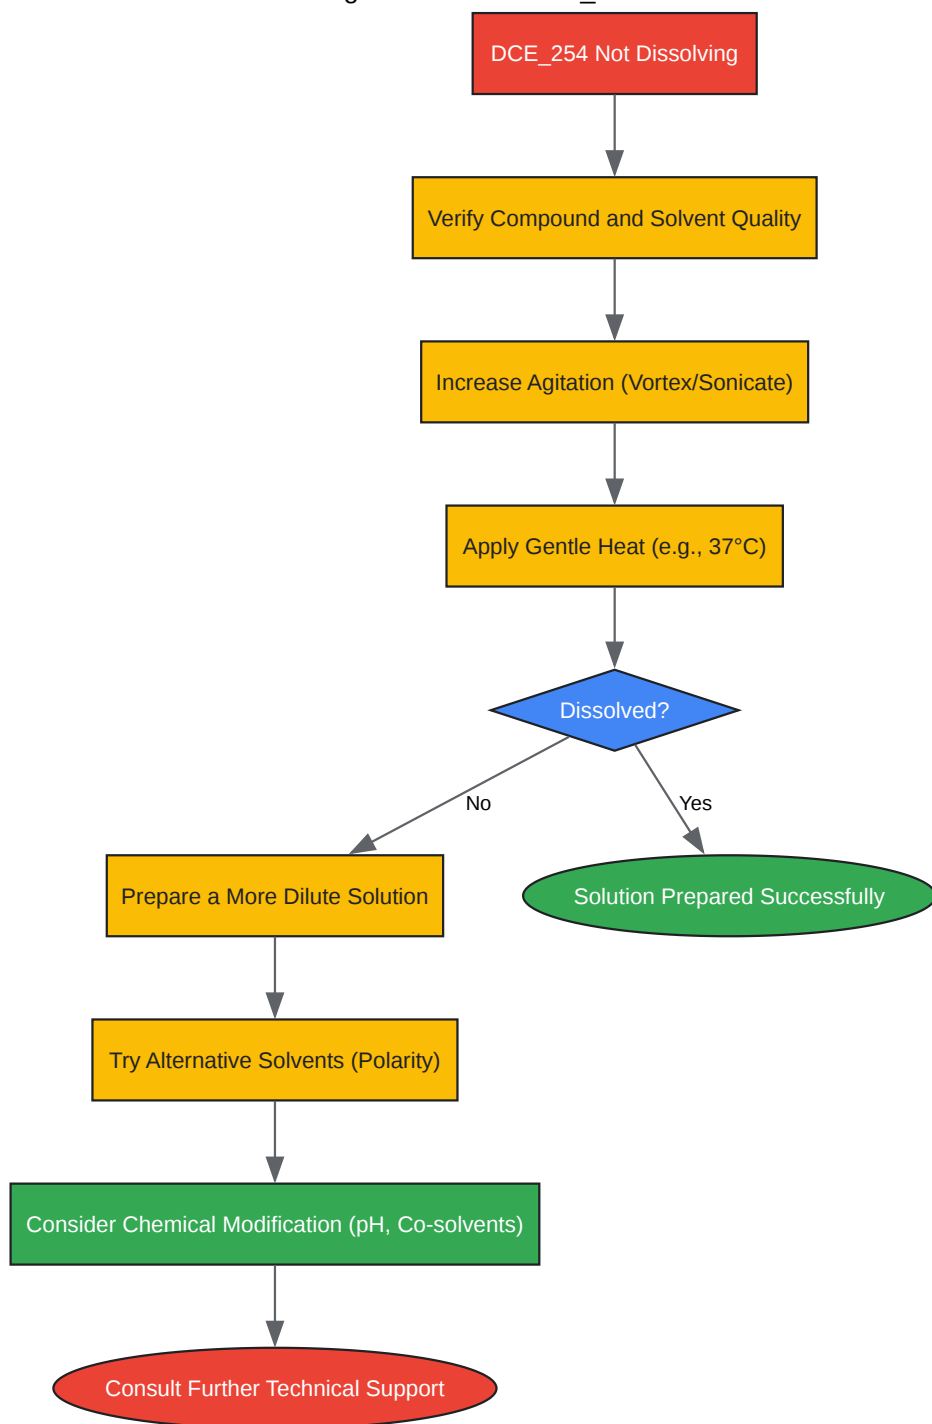 DCE_254 Not Dissolving
Verify Compound and Solvent Quality
Increase Agitation (Vortex/Sonicate)
Apply Gentle Heat (e.g., 37°C)
Dissolved?
No
Yes
Prepare a More Dilute Solution
Solution Prepared Successfully
Try Alternative Solvents (Polarity)
Consider Chemical Modification (pH, Co-solvents)
Consult Further Technical Support